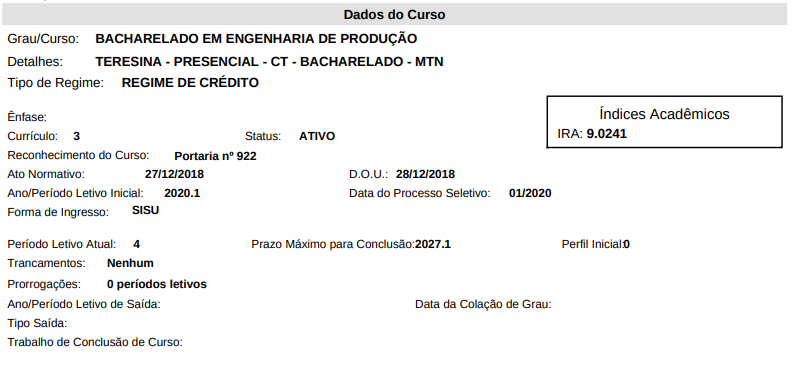 Dados do Curso
Grau/Curso: BACHARELADO EM ENGENHARIA DE PRODUÇÃO
Detalhes: TERESINA - PRESENCIAL - CT - BACHARELADO - MTN
Tipo de Regime: REGIME DE CRÉDITO
Índices Acadêmicos
IRA: 9.0241
Ênfase:
Currículo: 3 Status: ATIVO
Reconhecimento do Curso: Portaria nº 922
Ato Normativo: 27/12/2018 D.O.U.: 28/12/2018
Ano/Período Letivo Inicial: 2020.1 Data do Processo Seletivo: 01/2020
Forma de Ingresso: SISU
Período Letivo Atual: 4 Prazo Máximo para Conclusão:2027.1 Perfil Inicial:0
Trancamentos: Nenhum
Prorrogações: 0 períodos letivos
Ano/Período Letivo de Saída: Data da Colação de Grau:
Tipo Saída:
Trabalho de Conclusão de Curso: